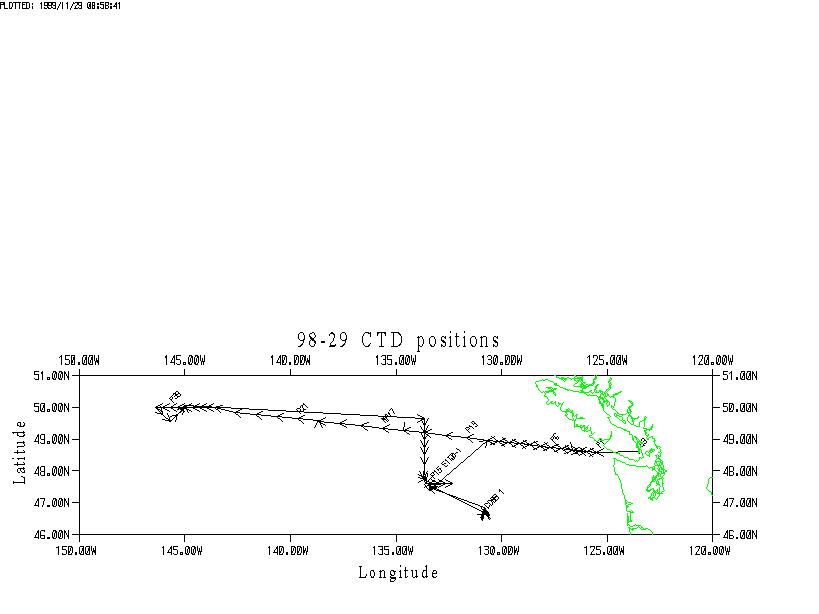 PLOTTED: 1999/11/29 08:58:41
98-29 CTD positions
150.00W 145.00W 140.00W 135.00W 130.00W 125.00W 120.00W
51.00N 51.00N
50.00N 50.00N
49.00N 49.00N
48.00N 48.00N
47.00N 47.00N
46.00N 46.00N
150.00W 145.00W 140.00W 135.00W 130.00W 125.00W 120.00W
Latitude
Longitude
P13